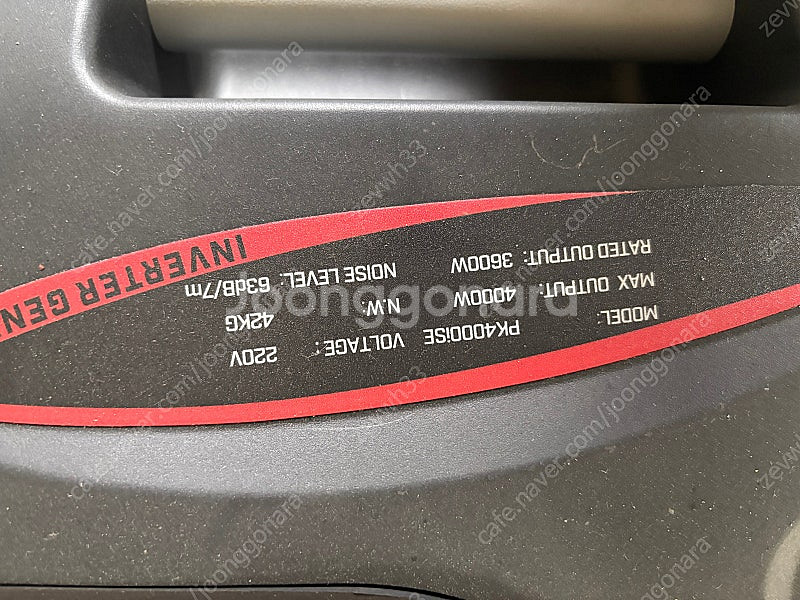 MODEL: PK4000iSE VOLTAGE: 220V
MAX OUTPUT: 4000W N.W. 42KG
RATED OUTPUT: 3600W NOISE LEVEL: 63dB/7m
INVERTER GEN
joonggonara
cafe.naver.com/joonggonara
zevwh33